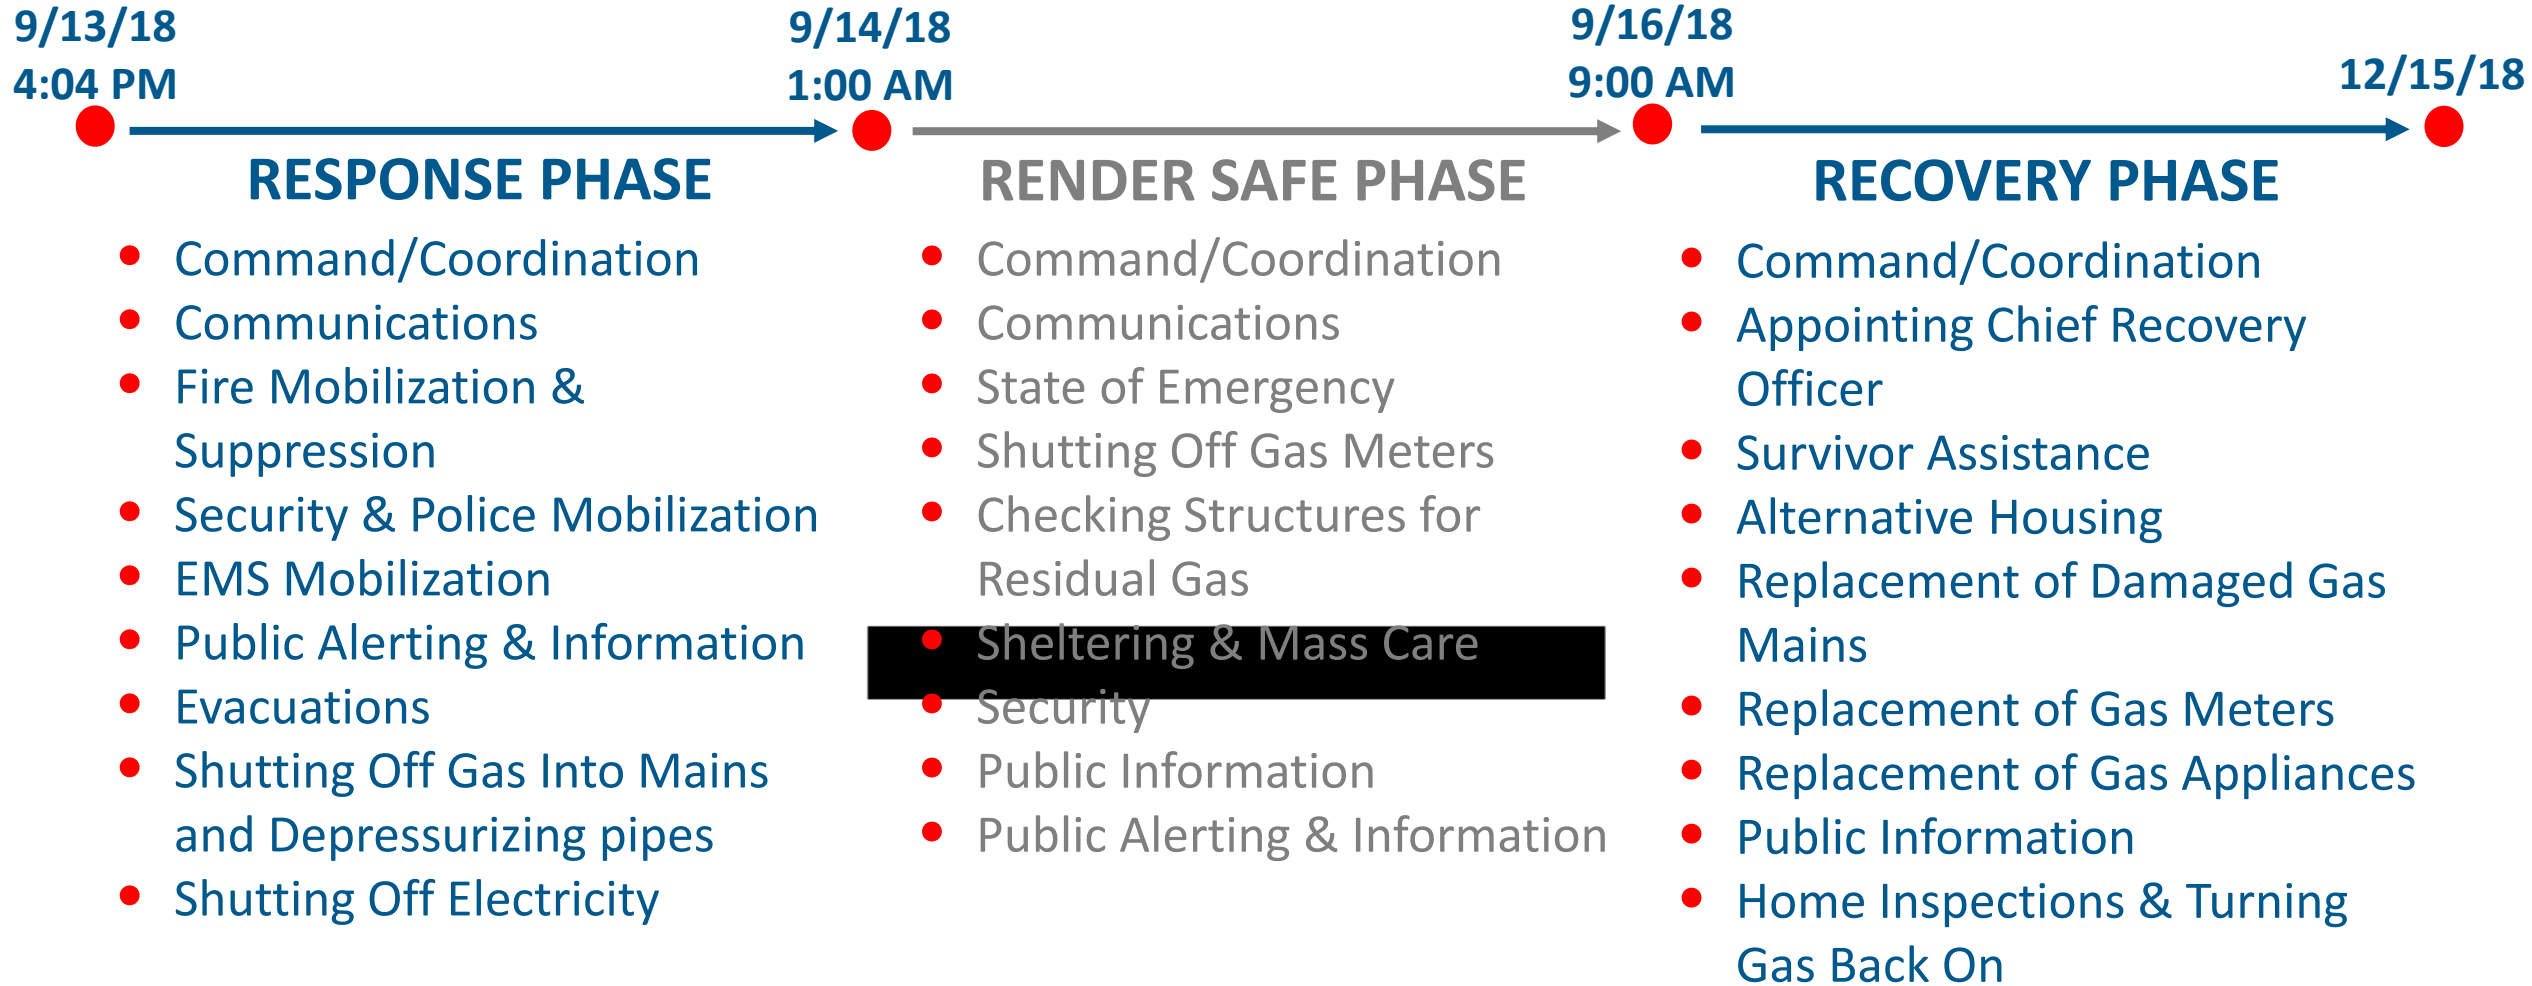 9/13/18
4:04 PM
9/14/18
1:00 AM
9/16/18
9:00 AM
12/15/18
RESPONSE PHASE
• Command/Coordination
• Communications
• Fire Mobilization &
Suppression
• Security & Police Mobilization
• EMS Mobilization
• Public Alerting & Information
• Evacuations
• Shutting Off Gas Into Mains
and Depressurizing pipes
• Shutting Off Electricity
RENDER SAFE PHASE
• Command/Coordination
• Communications
• State of Emergency
• Shutting Off Gas Meters
• Checking Structures for
Residual Gas
• Sheltering & Mass Care
• Security
• Public Information
• Public Alerting & Information
RECOVERY PHASE
• Command/Coordination
• Appointing Chief Recovery
Officer
• Survivor Assistance
• Alternative Housing
• Replacement of Damaged Gas
Mains
• Replacement of Gas Meters
• Replacement of Gas Appliances
• Public Information
• Home Inspections & Turning
Gas Back On